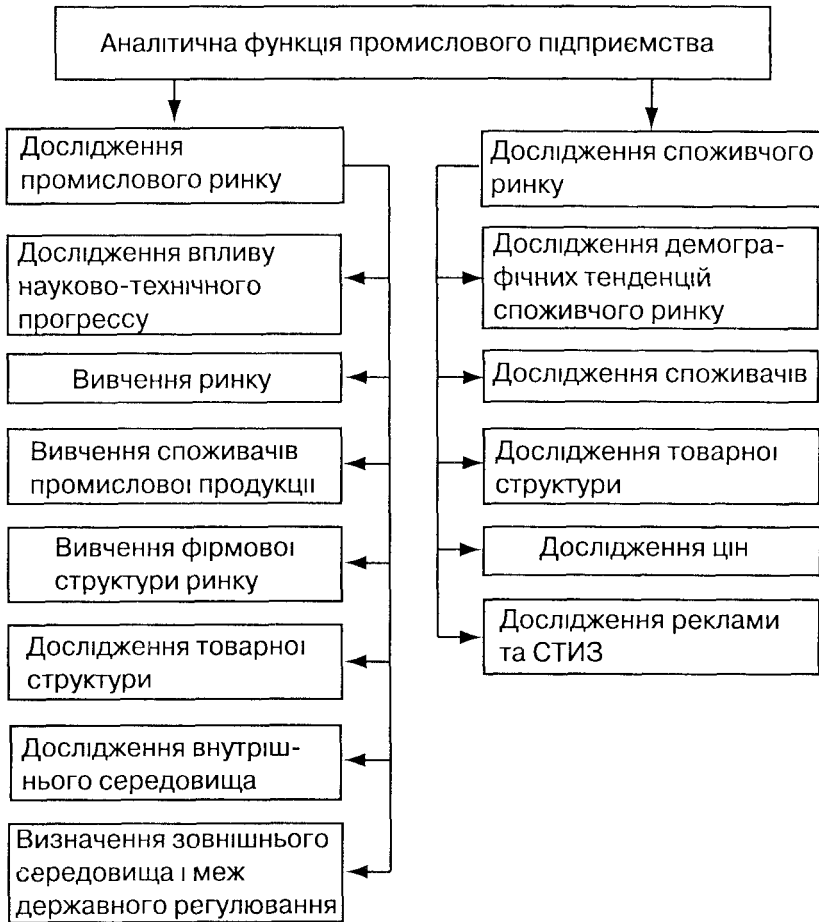 Аналітична функція промислового підприємства
Дослідження
промислового ринку
Дослідження впливу
науково-технічного
прогрессу
Вивчення ринку
Вивчення споживачів
промислової продукції
Вивчення фірмової
структури ринку
Дослідження товарної
структури
Дослідження внутріш-
нього середовища
Визначення зовнішнього
середовища і меж
державного регулювання
Дослідження споживчого
ринку
Дослідження демогра-
фічних тенденцій
споживчого ринку
Дослідження споживачів
Дослідження товарної
структури
Дослідження цін
Дослідження реклами
та СТИЗ